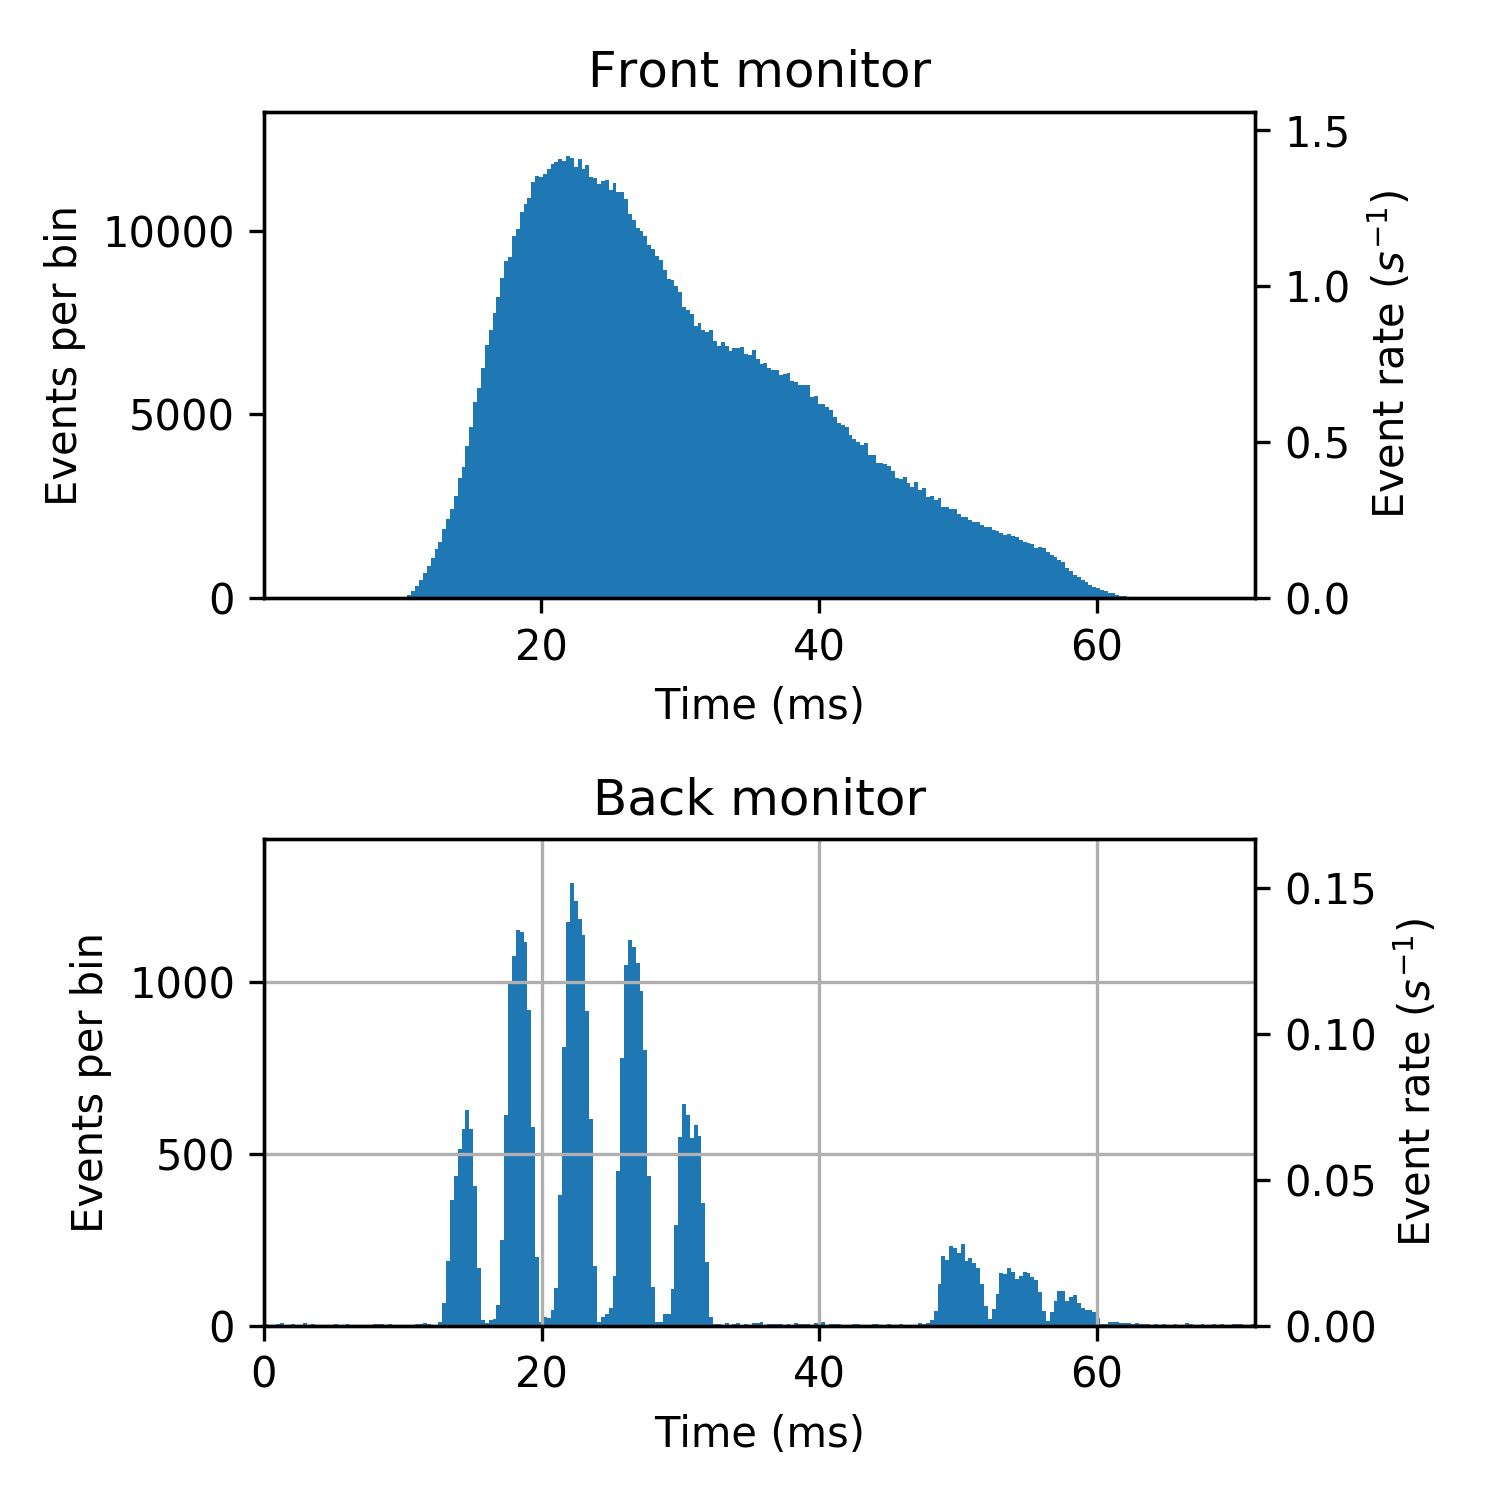 Front monitor
Events per bin
10000
5000
0
1.5
1.0
0.5
0.0
Event rate (s⁻¹)
20 40 60
Time (ms)
Back monitor
Events per bin
1000
500
0
0.15
0.10
0.05
0.00
Event rate (s⁻¹)
0 20 40 60
Time (ms)